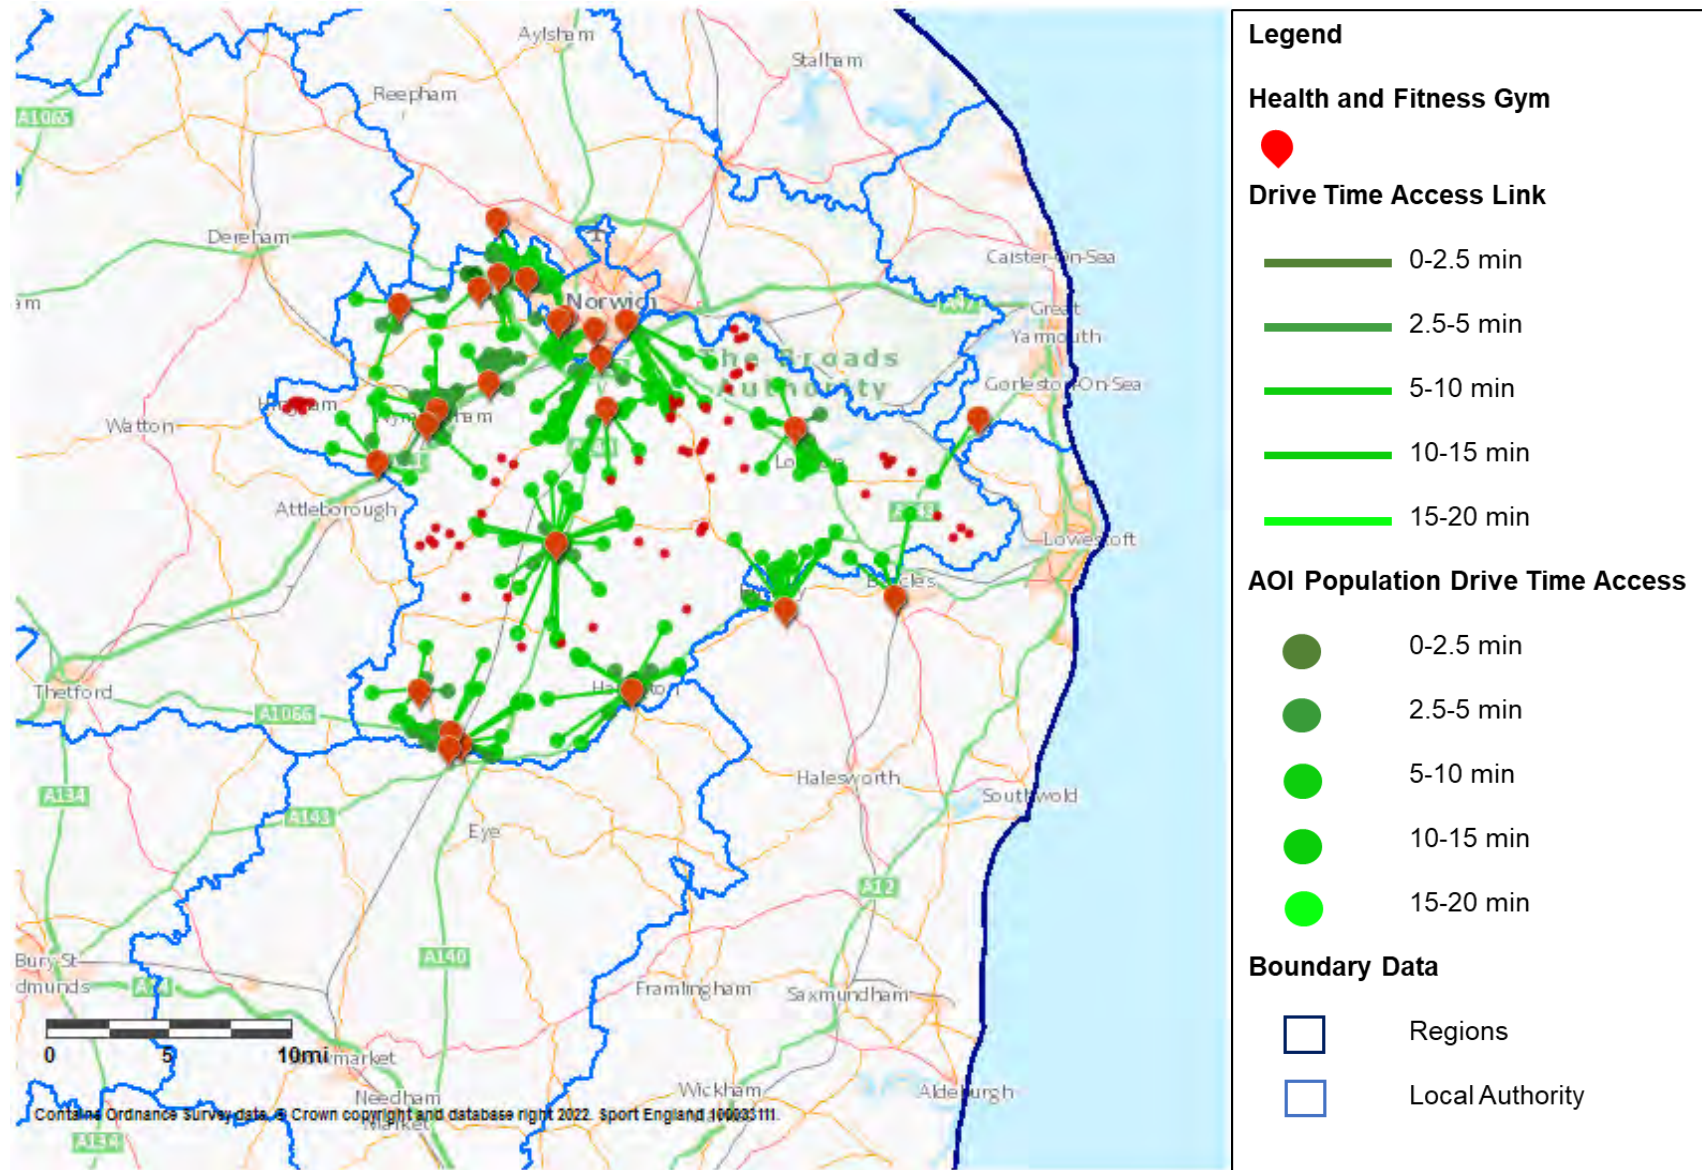 Aylsham
Stalham
Reepham
A1065
Dereham
Caister-On-Sea
Norwich
A47
Great
Yarmouth
The Broads
Authority
Gorleston-On-Sea
Watton
Attleborough
Lowestoft
Thetford
A1066
Halesworth
Southwold
A134
A143
Eye
A12
A140
Bury St
dmunds
Framlingham
Saxmundham
0 5 10mi
market
Needham
Market
Wickham
Aldeburgh
Contains Ordnance Survey data, © Crown copyright and database right 2022. Sport England 100033111.
A134
Legend
Health and Fitness Gym
Drive Time Access Link
0-2.5 min
2.5-5 min
5-10 min
10-15 min
15-20 min
AOI Population Drive Time Access
0-2.5 min
2.5-5 min
5-10 min
10-15 min
15-20 min
Boundary Data
Regions
Local Authority